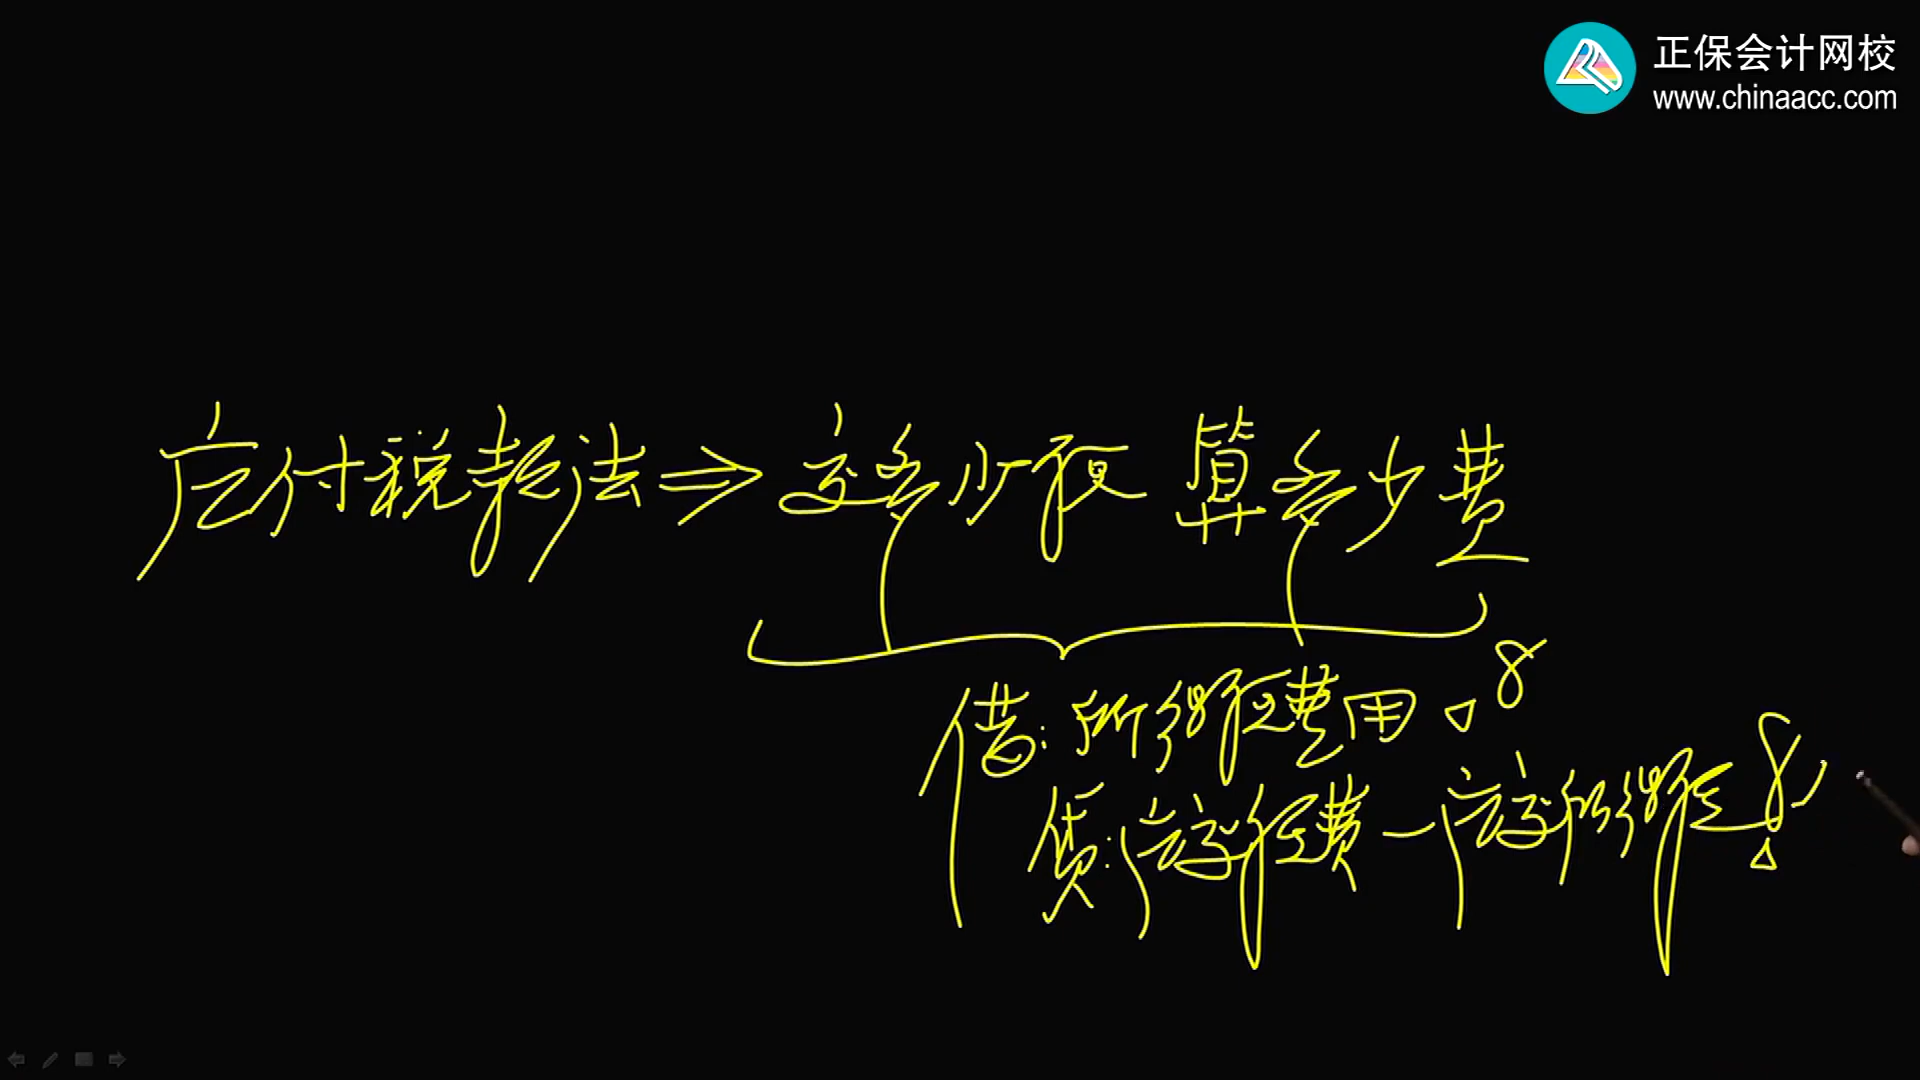 正保会计网校
www.chinaacc.com
应付税款法⇒交多少税 算多少费
借:所得税费用 8
贷:应交税费—应交所得税 8